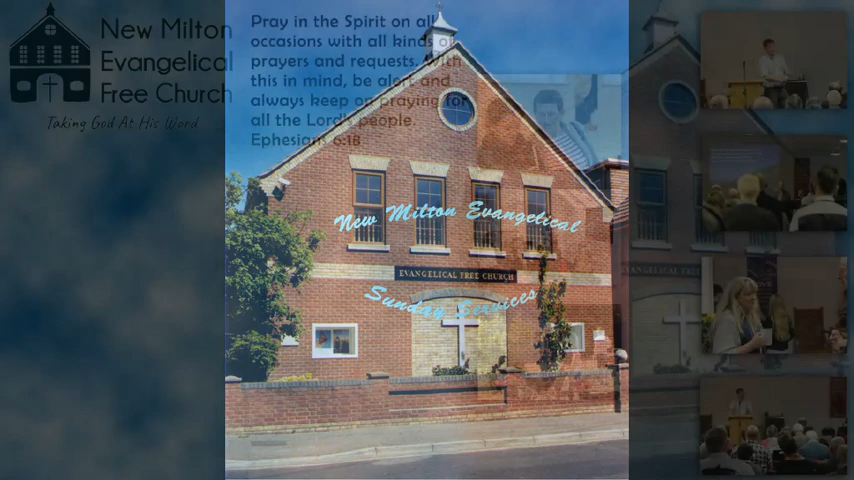 New Milton
Evangelical
Free Church
Taking God At His Word
Pray in the Spirit on all
occasions with all kinds of
prayers and requests. With
this in mind, be alert and
always keep on praying for
all the Lord's people.
Ephesians 6:18
New Milton Evangelical
EVANGELICAL FREE CHURCH
Sunday Services
EVANGELICAL FREE